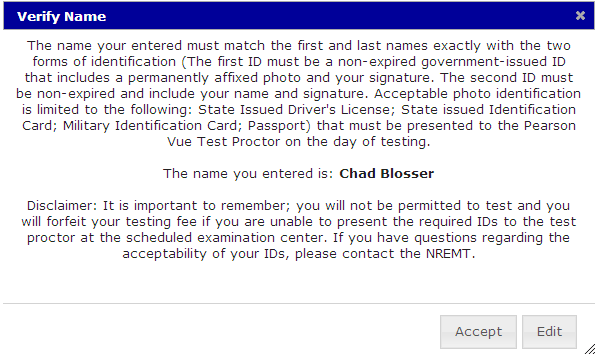 Verify Name
The name your entered must match the first and last names exactly with the two
forms of identification (The first ID must be a non-expired government-issued ID
that includes a permanently affixed photo and your signature. The second ID must
be non-expired and include your name and signature. Acceptable photo identification
is limited to the following: State Issued Driver's License; State issued Identification
Card; Military Identification Card; Passport) that must be presented to the Pearson
Vue Test Proctor on the day of testing.
The name you entered is: Chad Blosser
Disclaimer: It is important to remember; you will not be permitted to test and you
will forfeit your testing fee if you are unable to present the required IDs to the test
proctor at the scheduled examination center. If you have questions regarding the
acceptability of your IDs, please contact the NREMT.
Accept Edit